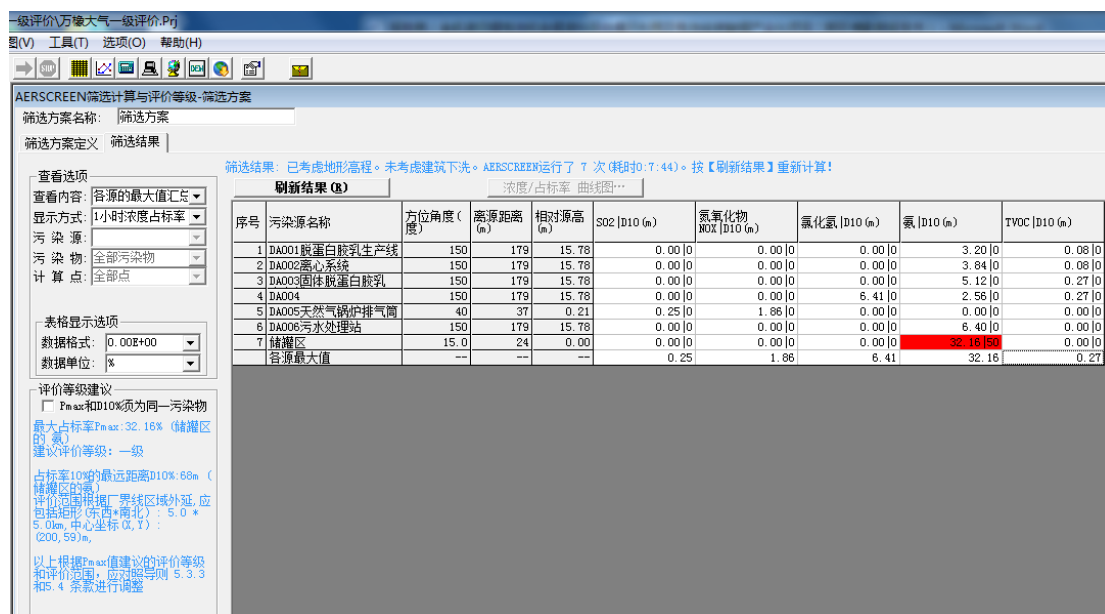 一级评价\万橡大气一级评价.Prj
图(V) 工具(T) 选项(O) 帮助(H)
STOP
DEM
AERSCREEN筛选计算与评价等级-筛选方案
筛选方案名称: 筛选方案
筛选方案定义 筛选结果
筛选结果: 已考虑地形高程。未考虑建筑下洗。AERSCREEN运行了 7 次(耗时0:7:44)。按【刷新结果】重新计算!
刷新结果(R) 浓度/占标率 曲线图…
查看选项
查看内容: 各源的最大值汇总
显示方式: 1小时浓度占标率
污 染 源:
污 染 物: 全部污染物
计 算 点: 全部点
表格显示选项
数据格式: 0.00E+00
数据单位: %
评价等级建议
Pmax和D10%须为同一污染物
最大占标率Pmax:32.16% (储罐区
的 氨)
建议评价等级: 一级
占标率10%的最远距离D10%:68m (
储罐区的氨)
评价范围根据厂界线区域外延,应
包括矩形(东西*南北): 5.0 *
5.0km,中心坐标(X,Y):
(200,59)m,
以上根据Pmax值建议的评价等级
和评价范围,应对照导则 5.3.3
和5.4 条款进行调整
序号 污染源名称 方位角度(度) 离源距离(m) 相对源高(m) SO2|D10(m) 氮氧化物NOX|D10(m) 氯化氢|D10(m) 氨|D10(m) TVOC|D10(m)
1 DA001脱蛋白胶乳生产线 150 179 15.78 0.00|0 0.00|0 0.00|0 3.20|0 0.08|0
2 DA002离心系统 150 179 15.78 0.00|0 0.00|0 0.00|0 3.84|0 0.08|0
3 DA003固体脱蛋白胶乳 150 179 15.78 0.00|0 0.00|0 0.00|0 5.12|0 0.27|0
4 DA004 150 179 15.78 0.00|0 0.00|0 6.41|0 2.56|0 0.27|0
5 DA005天然气锅炉排气筒 40 37 0.21 0.25|0 1.86|0 0.00|0 0.00|0 0.00|0
6 DA006污水处理站 150 179 15.78 0.00|0 0.00|0 0.00|0 6.40|0 0.00|0
7 储罐区 15.0 24 0.00 0.00|0 0.00|0 0.00|0 32.16|50 0.00|0
各源最大值 -- -- -- 0.25 1.86 6.41 32.16 0.27